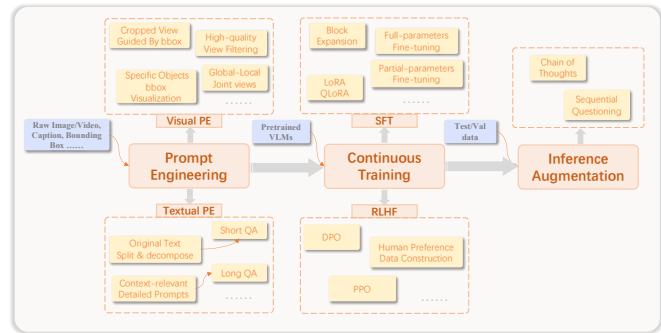 Cropped View
Guided By bbox
High-quality
View Filtering
Specific Objects
bbox
Visualization
Global-Local
Joint views
......
Visual PE
Block
Expansion
Full-parameters
Fine-tuning
LoRA
QLoRA
Partial-parameters
Fine-tuning
......
SFT
Chain of
Thoughts
Sequential
Questioning
......
Raw Image/Video,
Caption, Bounding
Box ......
Pretrained
VLMs
Test/Val
data
Prompt
Engineering
Continuous
Training
Inference
Augmentation
Textual PE
Short QA
Original Text
Split & decompose
Long QA
Context-relevant
Detailed Prompts
......
RLHF
DPO
Human Preference
Data Construction
PPO
......